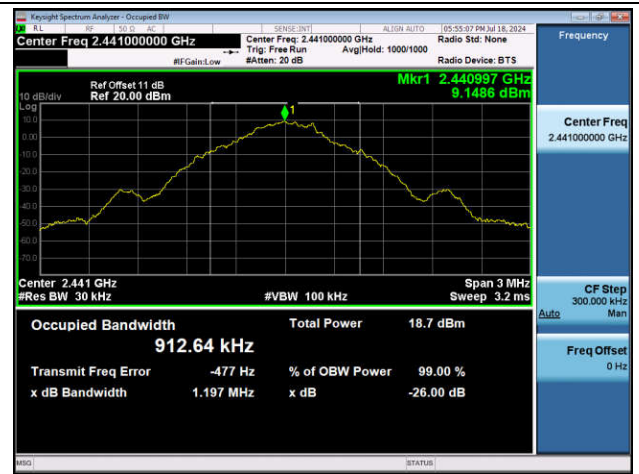 Keysight Spectrum Analyzer - Occupied BW
RL RF 50 Ω AC SENSE:INT ALIGN AUTO 05:55:07 PM Jul 18, 2024
Center Freq 2.441000000 GHz
Center Freq: 2.441000000 GHz
Radio Std: None
Trig: Free Run Avg|Hold: 1000/1000
#IFGain:Low #Atten: 20 dB Radio Device: BTS
Ref Offset 11 dB
Mkr1 2.440997 GHz
10 dB/div Ref 20.00 dBm 9.1486 dBm
Log
10.0
0.00
-10.0
-20.0
-30.0
-40.0
-50.0
-60.0
-70.0
1
Center 2.441 GHz Span 3 MHz
#Res BW 30 kHz #VBW 100 kHz Sweep 3.2 ms
Occupied Bandwidth Total Power 18.7 dBm
912.64 kHz
Transmit Freq Error -477 Hz % of OBW Power 99.00 %
x dB Bandwidth 1.197 MHz x dB -26.00 dB
Frequency
Center Freq
2.441000000 GHz
CF Step
300.000 kHz
Auto Man
Freq Offset
0 Hz
MSG STATUS